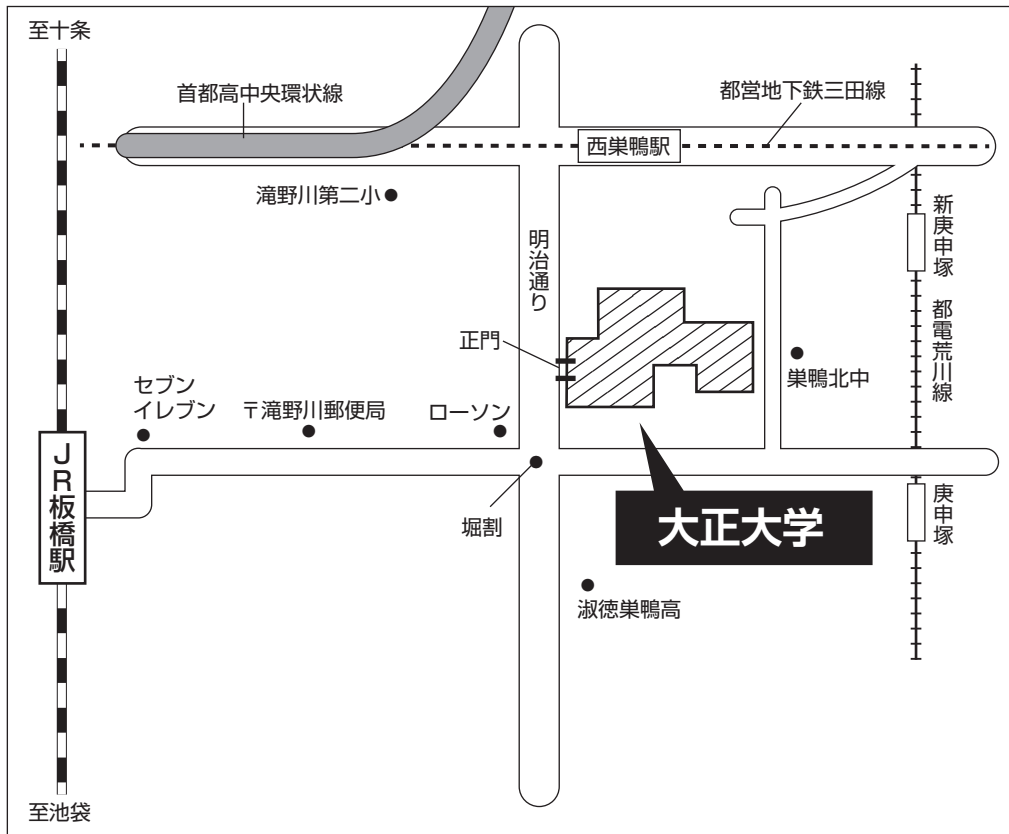 至十条
首都高中央環状線
都営地下鉄三田線
西巣鴨駅
滝野川第二小
明治通り
新庚申塚
都電荒川線
正門
巣鴨北中
セブン
イレブン
〒滝野川郵便局
ローソン
JR板橋駅
堀割
大正大学
庚申塚
淑徳巣鴨高
至池袋